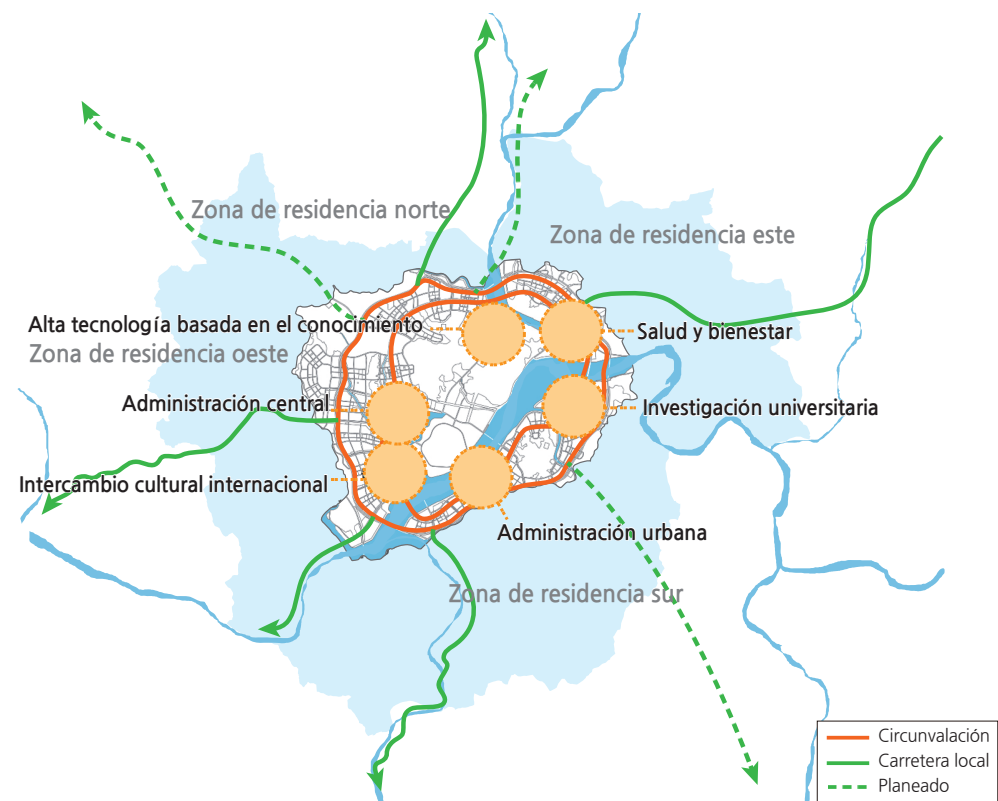 Zona de residencia norte
Zona de residencia este
Alta tecnología basada en el conocimiento
Salud y bienestar
Zona de residencia oeste
Administración central
Investigación universitaria
Intercambio cultural internacional
Administración urbana
Zona de residencia sur
Circunvalación
Carretera local
Planeado